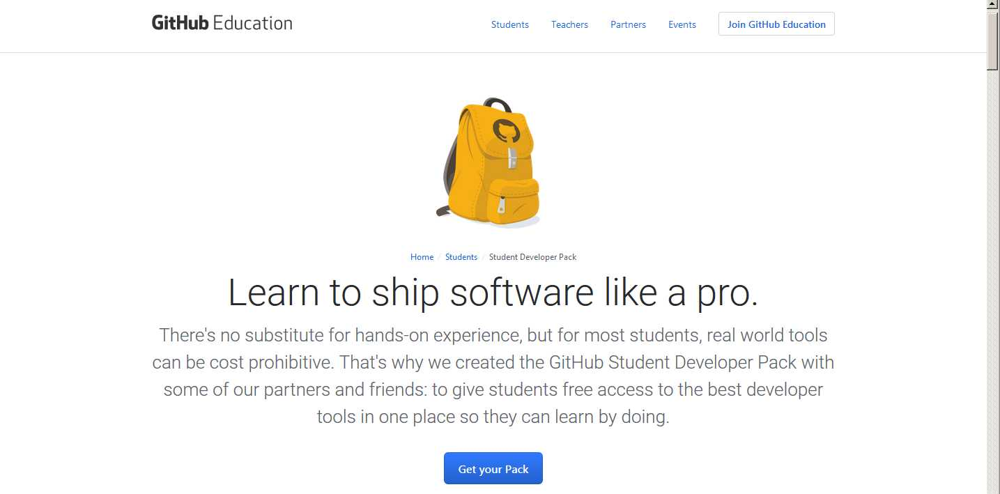 GitHub Education
Students Teachers Partners Events Join GitHub Education
Home / Students / Student Developer Pack
Learn to ship software like a pro.
There's no substitute for hands-on experience, but for most students, real world tools
can be cost prohibitive. That's why we created the GitHub Student Developer Pack with
some of our partners and friends: to give students free access to the best developer
tools in one place so they can learn by doing.
Get your Pack